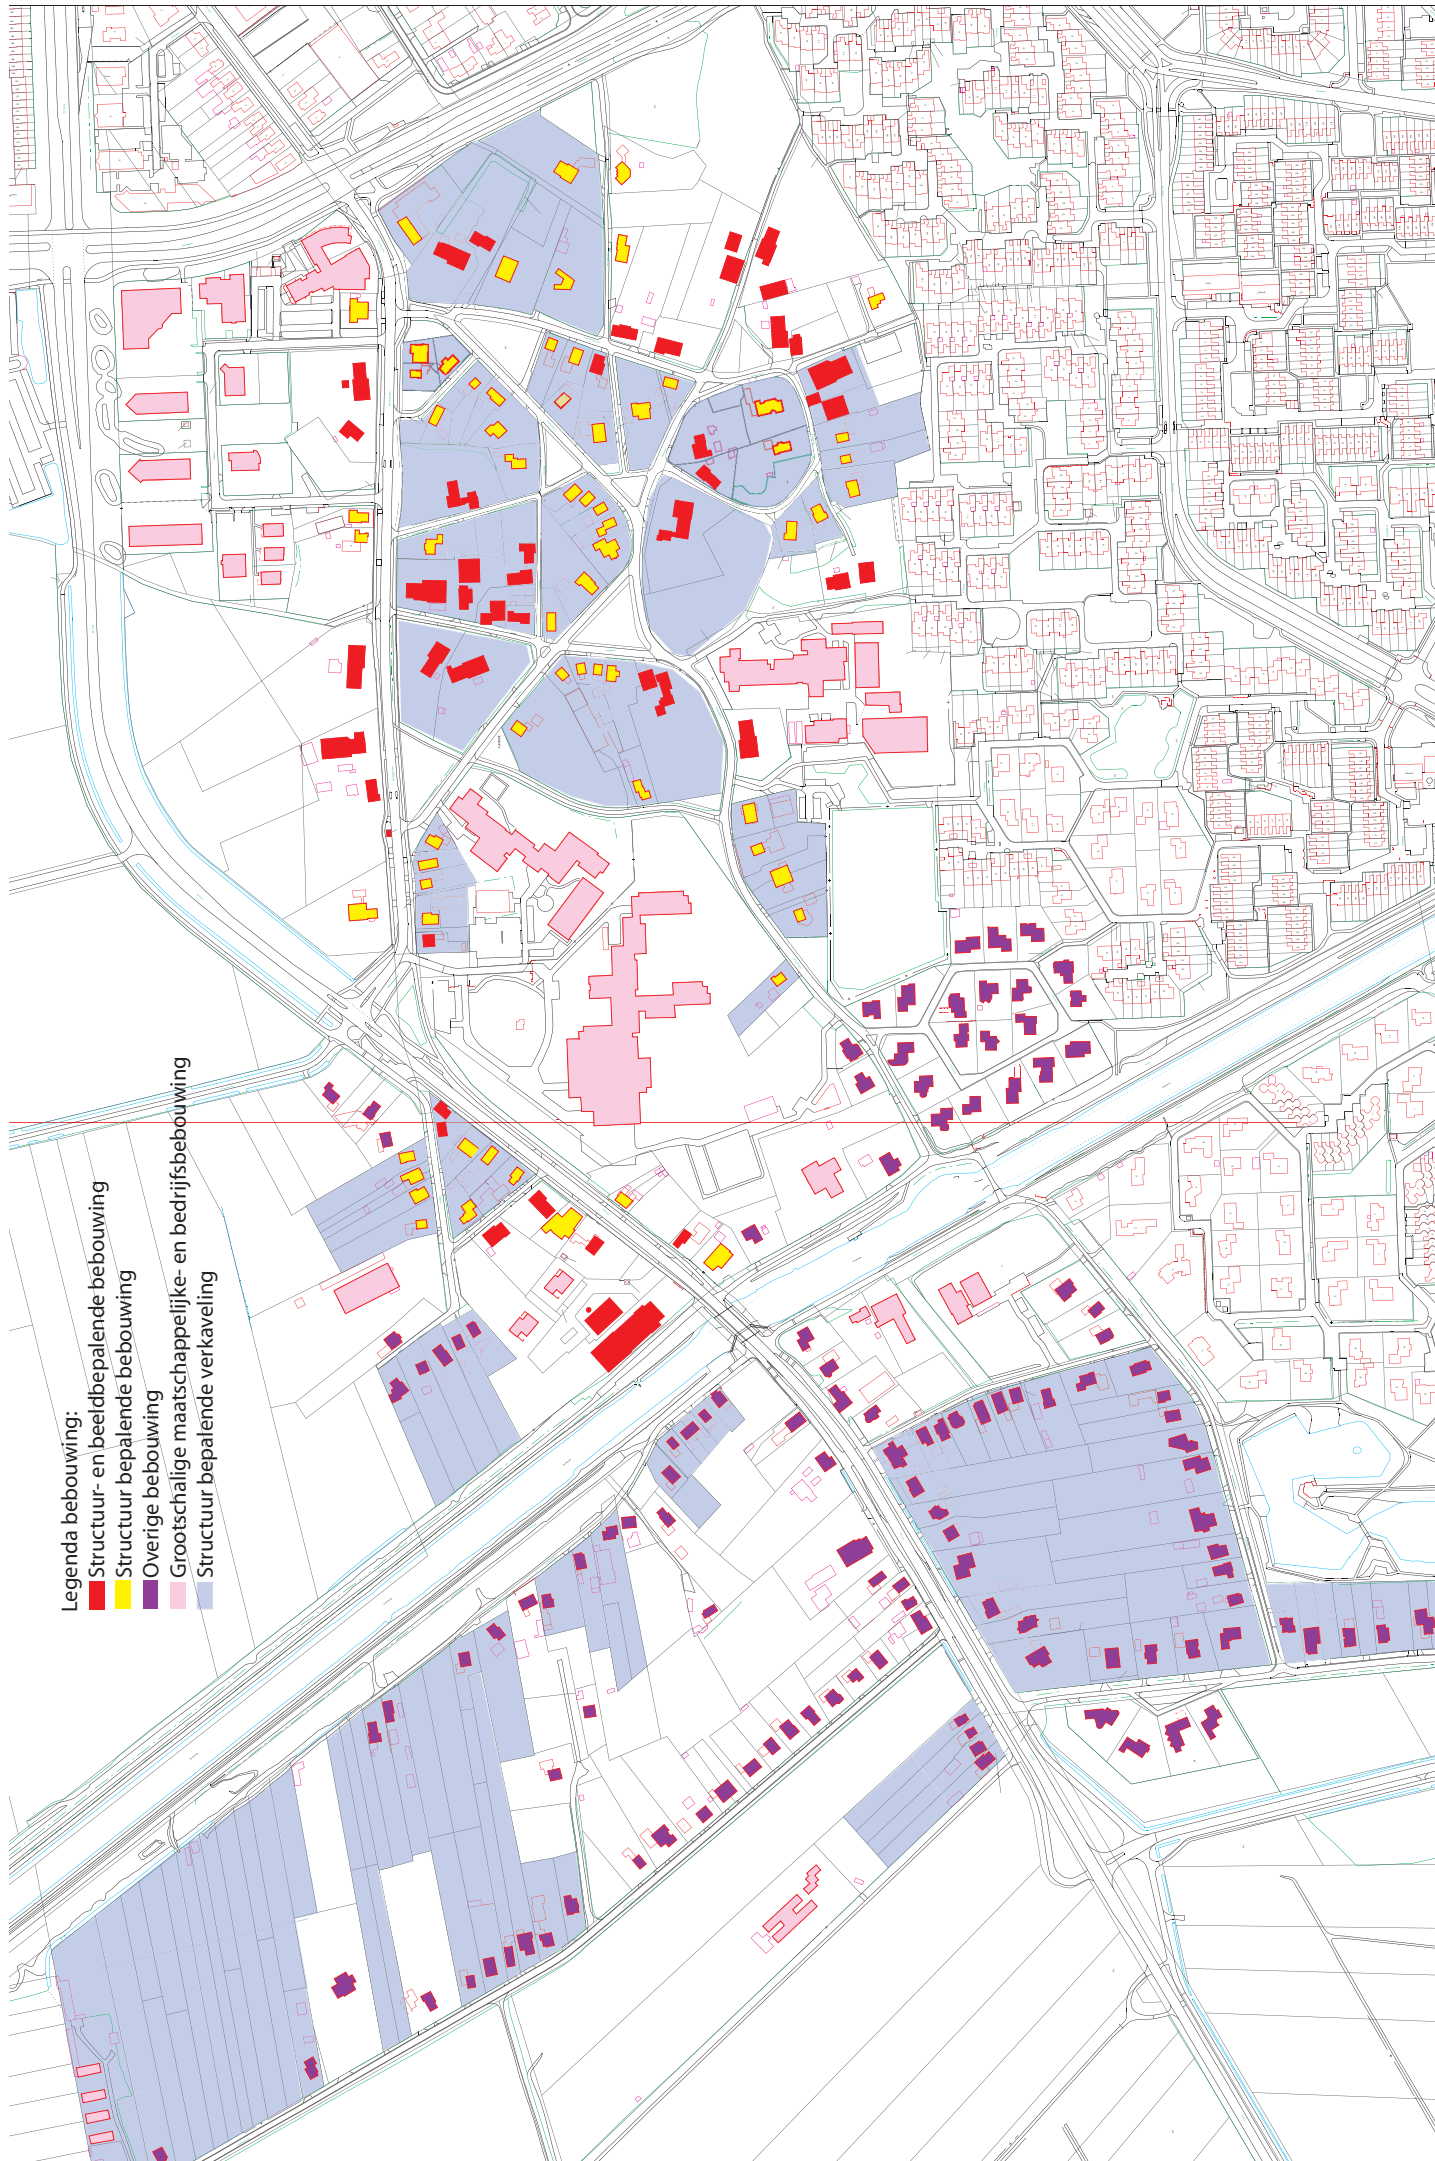 Legenda bebouwing:
Structuur- en beeldbepalende bebouwing
Structuur bepalende bebouwing
Overige bebouwing
Grootschalige maatschappelijke- en bedrijfsbebouwing
Structuur bepalende verkaveling